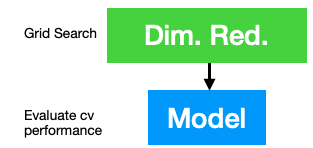 Grid Search
Dim. Red.
Evaluate cv
performance
Model